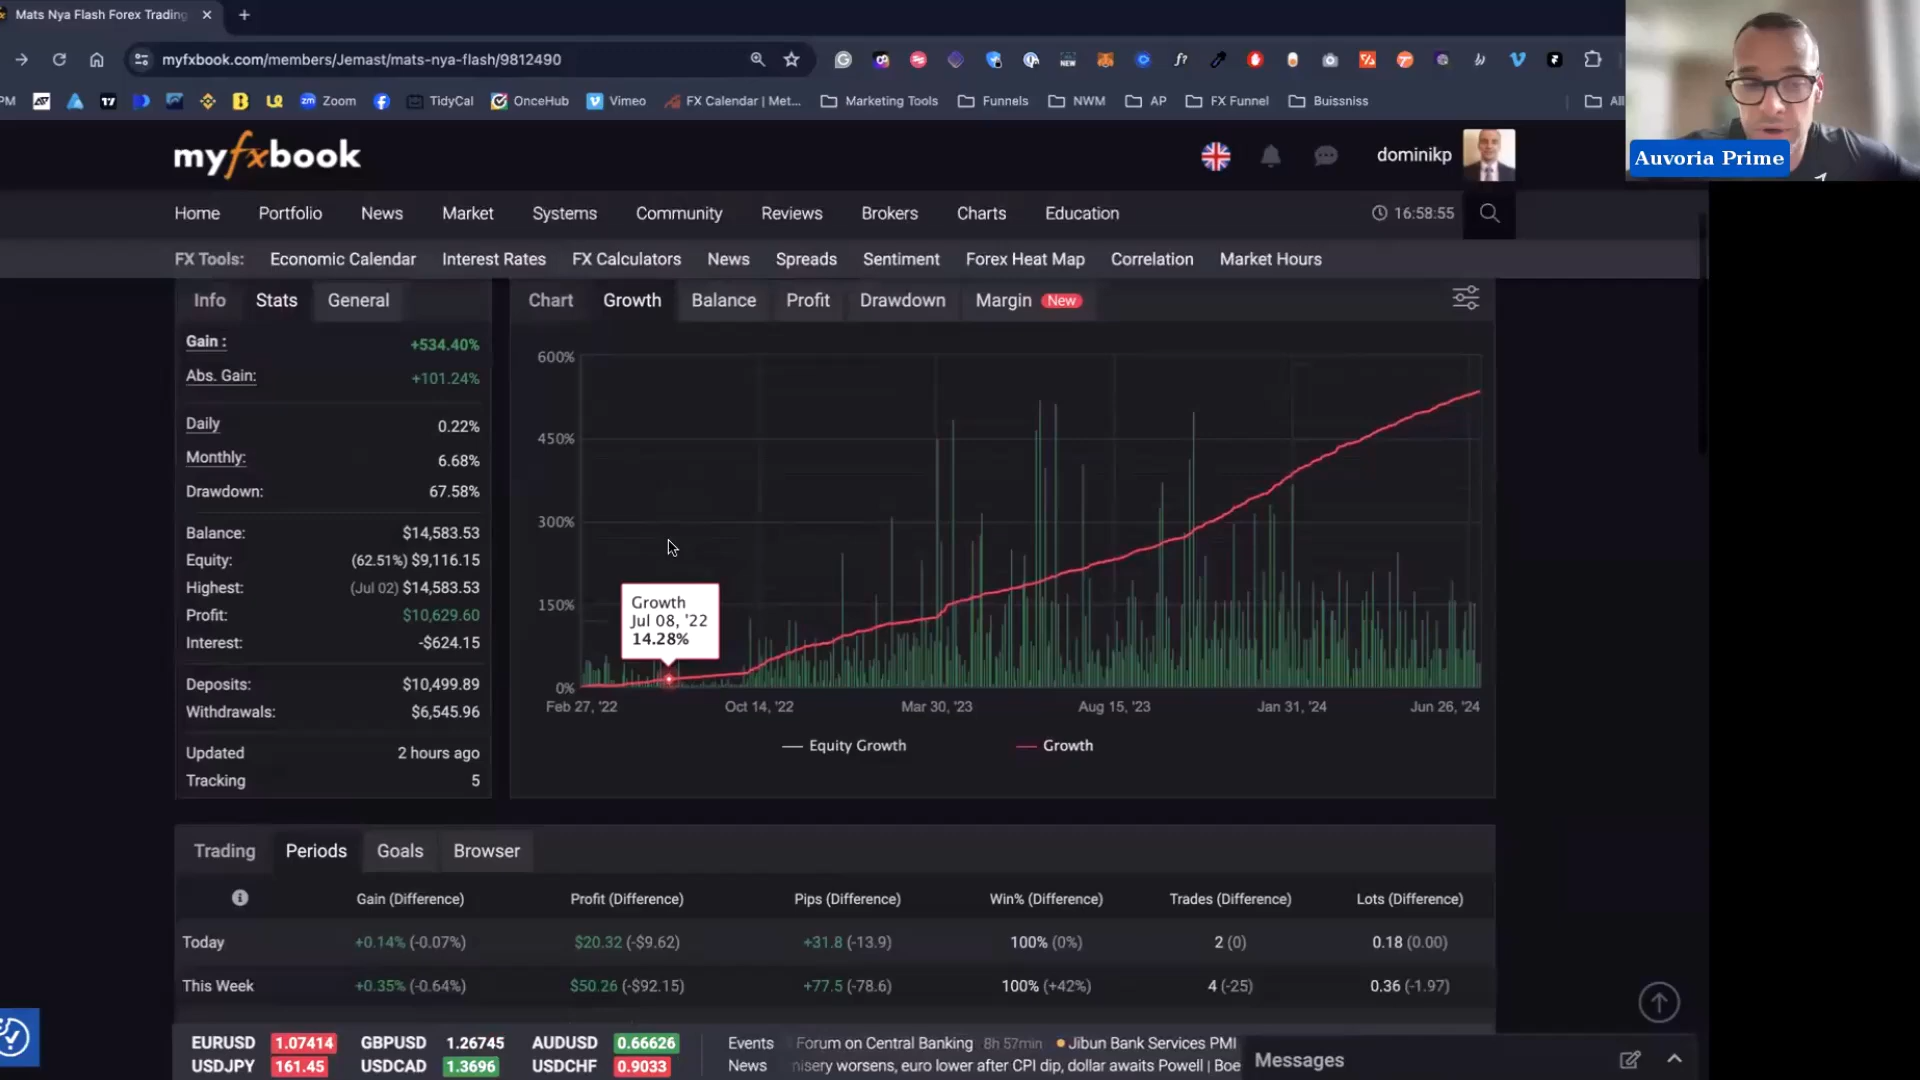 Mats Nya Flash Forex Trading
myfxbook.com/members/Jemast/mats-nya-flash/9812490
PM
Zoom
TidyCal
OnceHub
Vimeo
FX Calendar | Met...
Marketing Tools
Funnels
NWM
AP
FX Funnel
Buissniss
All
Auvoria Prime
myfxbook
dominikp
Home Portfolio News Market Systems Community Reviews Brokers Charts Education 16:58:55
FX Tools: Economic Calendar Interest Rates FX Calculators News Spreads Sentiment Forex Heat Map Correlation Market Hours
Info Stats General
Gain : +534.40%
Abs. Gain: +101.24%
Daily 0.22%
Monthly: 6.68%
Drawdown: 67.58%
Balance: $14,583.53
Equity: (62.51%) $9,116.15
Highest: (Jul 02) $14,583.53
Profit: $10,629.60
Interest: -$624.15
Deposits: $10,499.89
Withdrawals: $6,545.96
Updated 2 hours ago
Tracking 5
Chart Growth Balance Profit Drawdown Margin New
600%
450%
300%
150%
0%
Growth
Jul 08, '22
14.28%
Feb 27, '22 Oct 14, '22 Mar 30, '23 Aug 15, '23 Jan 31, '24 Jun 26, '24
Equity Growth Growth
Trading Periods Goals Browser
Gain (Difference) Profit (Difference) Pips (Difference) Win% (Difference) Trades (Difference) Lots (Difference)
Today +0.14% (-0.07%) $20.32 (-$9.62) +31.8 (-13.9) 100% (0%) 2 (0) 0.18 (0.00)
This Week +0.35% (-0.64%) $50.26 (-$92.15) +77.5 (-78.6) 100% (+42%) 4 (-25) 0.36 (-1.97)
EURUSD 1.07414 GBPUSD 1.26745 AUDUSD 0.66626
USDJPY 161.45 USDCAD 1.3696 USDCHF 0.9033
Events Forum on Central Banking 8h 57min Jibun Bank Services PMI
News worsens, euro lower after CPI dip, dollar awaits Powell | Boe
Messages